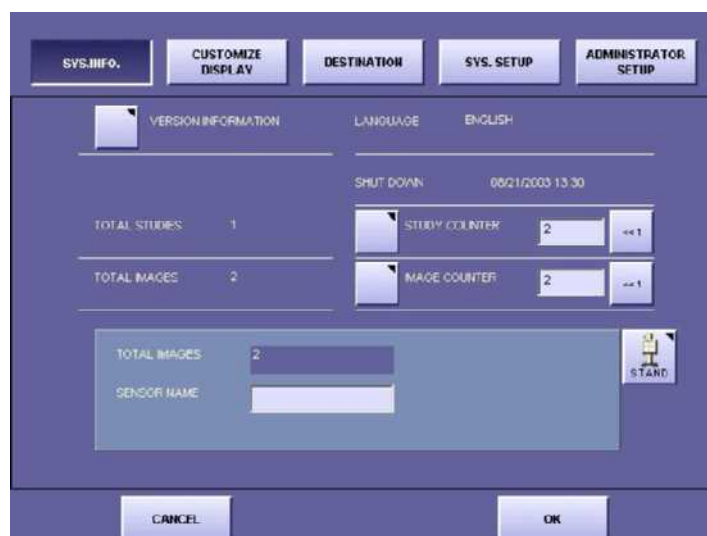 SYS.INFO.
CUSTOMIZE
DISPLAY
DESTINATION
SYS. SETUP
ADMINISTRATOR
SETUP
VERSION INFORMATION
LANGUAGE ENGLISH
SHUT DOWN 08/21/2003 13:30
TOTAL STUDIES 1
STUDY COUNTER 2 <<1
TOTAL IMAGES 2
IMAGE COUNTER 2 <<1
TOTAL IMAGES 2
SENSOR NAME
STAND
CANCEL
OK